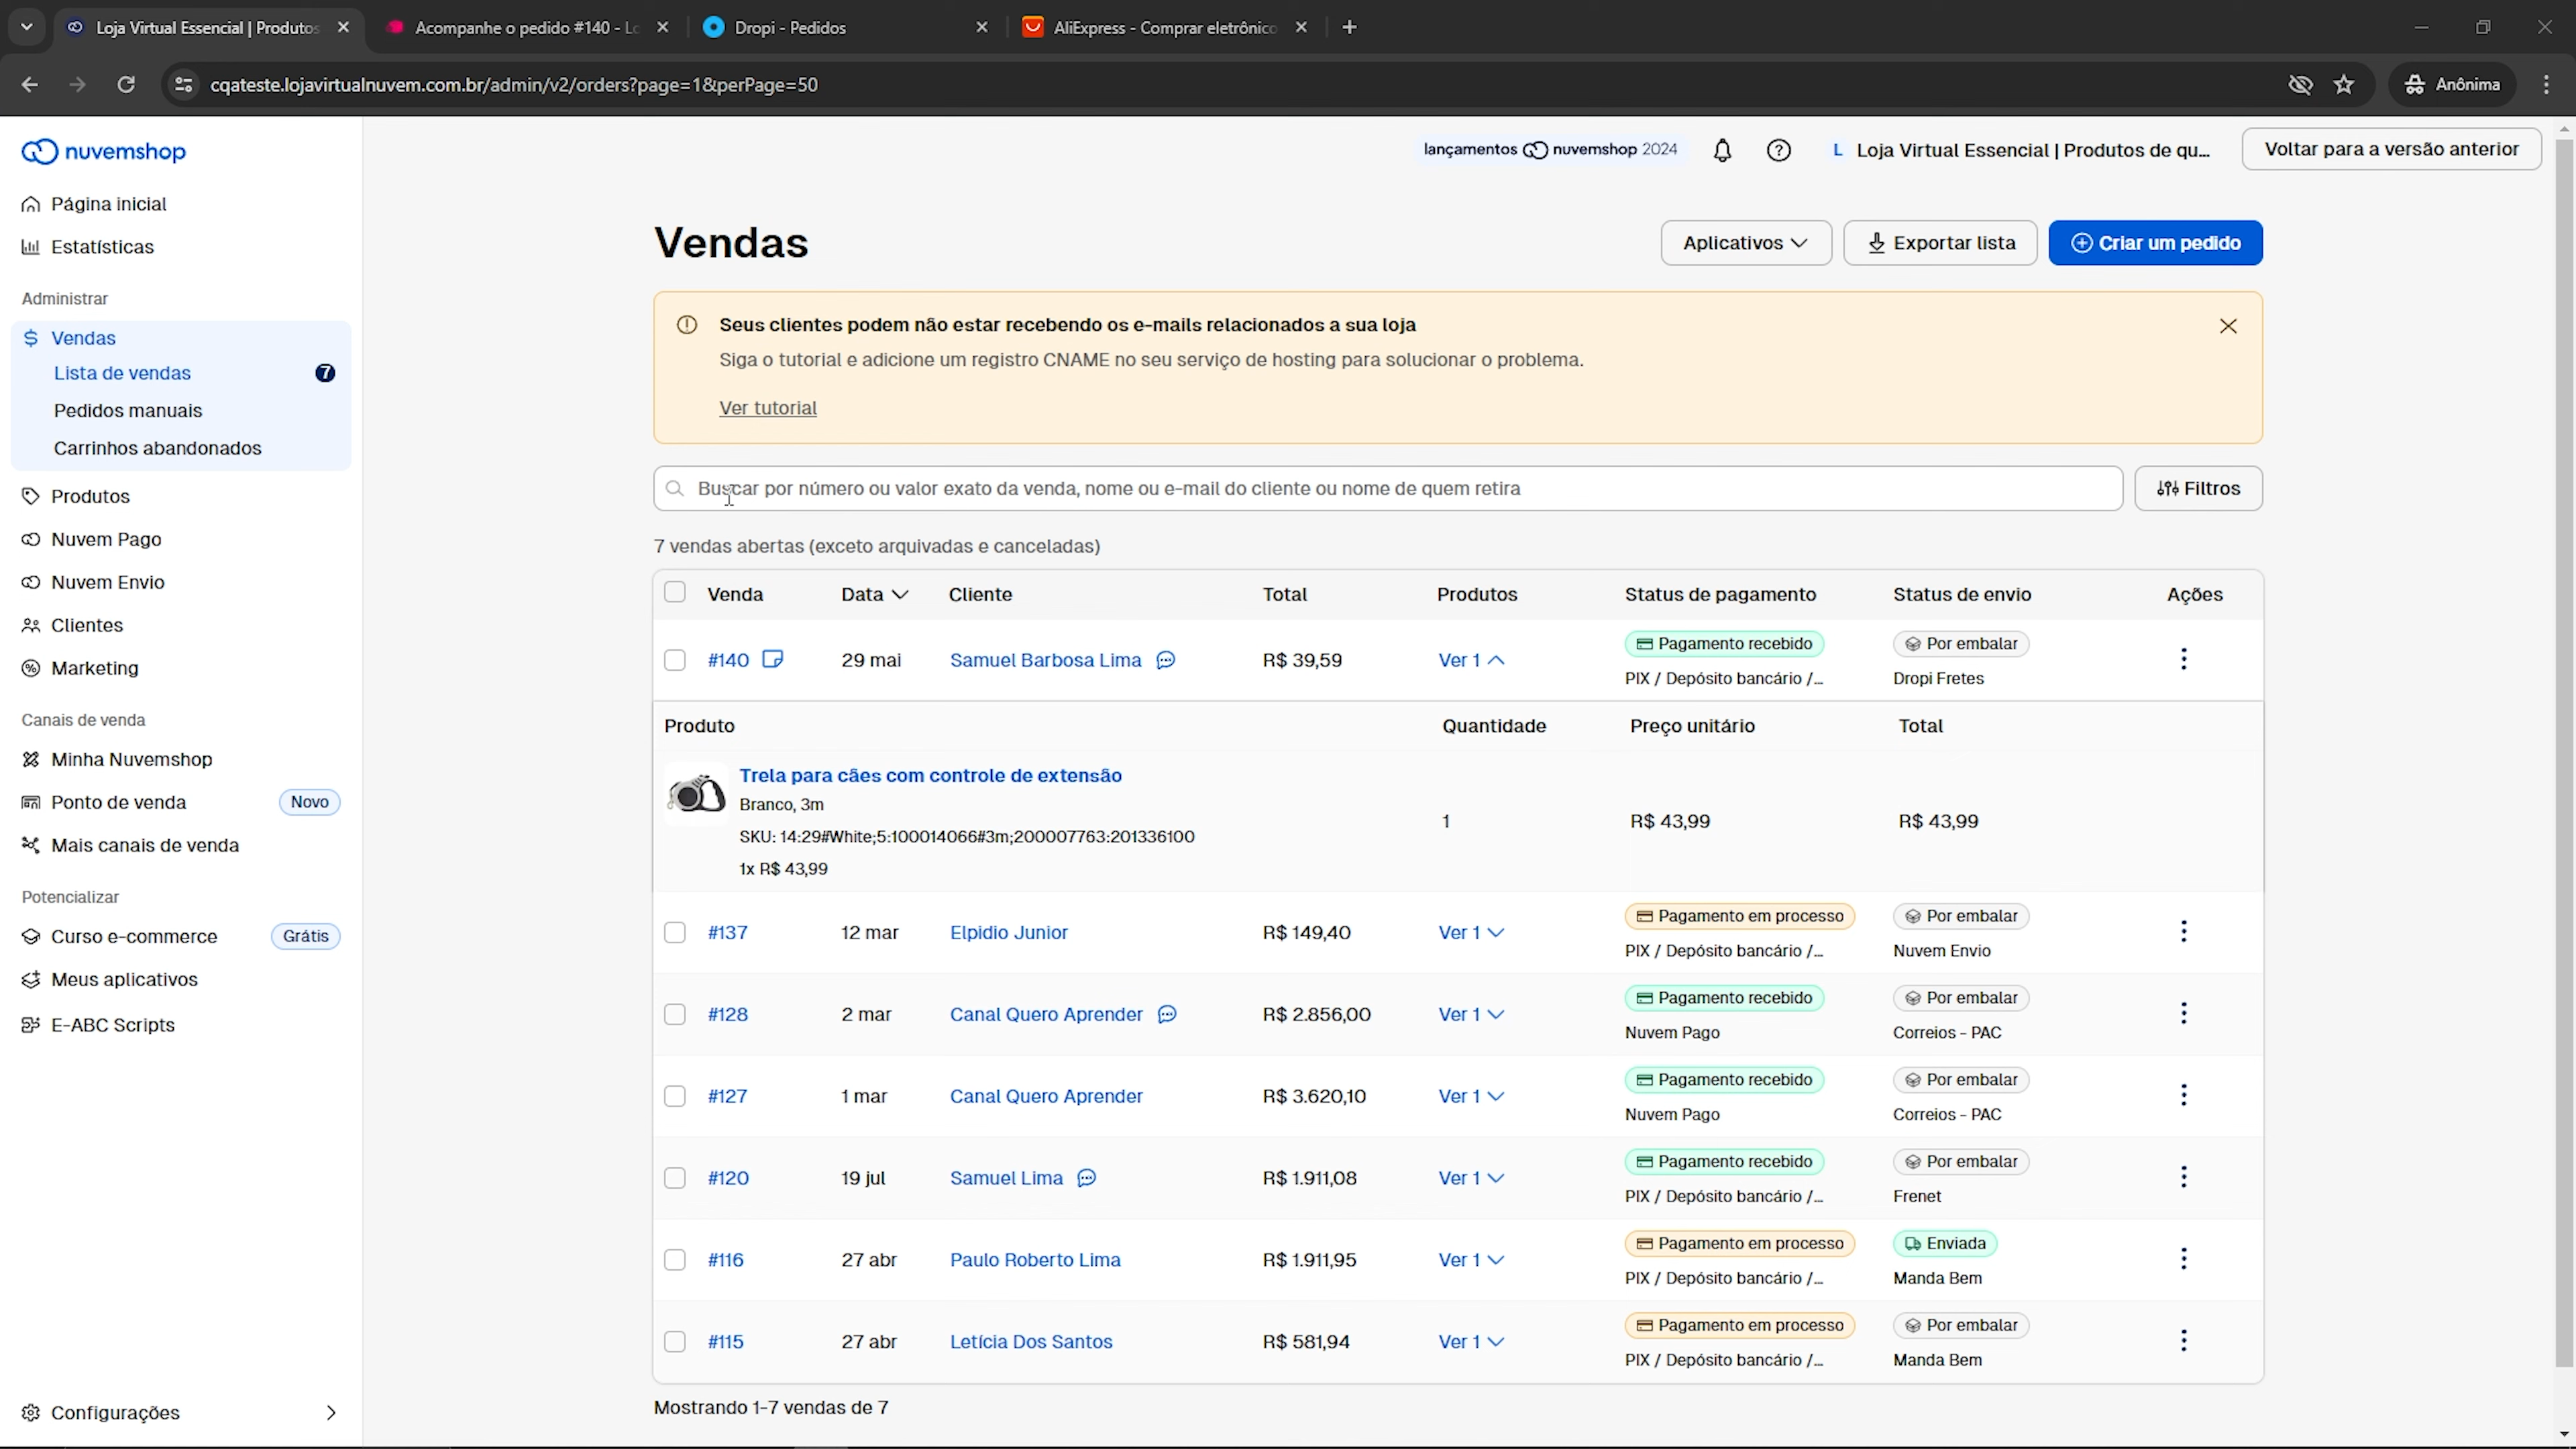 Loja Virtual Essencial | Produtos
Acompanhe o pedido #140 - Lo
Dropi - Pedidos
AliExpress - Comprar eletrônico
cqateste.lojavirtualnuvem.com.br/admin/v2/orders?page=1&perPage=50
Anônima
nuvemshop
lançamentos nuvemshop 2024
L Loja Virtual Essencial | Produtos de qu...
Voltar para a versão anterior
Página inicial
Estatísticas
Administrar
Vendas
Lista de vendas 7
Pedidos manuais
Carrinhos abandonados
Produtos
Nuvem Pago
Nuvem Envio
Clientes
Marketing
Canais de venda
Minha Nuvemshop
Ponto de venda Novo
Mais canais de venda
Potencializar
Curso e-commerce Grátis
Meus aplicativos
E-ABC Scripts
Configurações
Vendas
Aplicativos
Exportar lista
Criar um pedido
Seus clientes podem não estar recebendo os e-mails relacionados a sua loja
Siga o tutorial e adicione um registro CNAME no seu serviço de hosting para solucionar o problema.
Ver tutorial
Buscar por número ou valor exato da venda, nome ou e-mail do cliente ou nome de quem retira
Filtros
7 vendas abertas (exceto arquivadas e canceladas)
Venda Data Cliente Total Produtos Status de pagamento Status de envio Ações
#140 29 mai Samuel Barbosa Lima R$ 39,59 Ver 1 Pagamento recebido Por embalar
PIX / Depósito bancário /... Dropi Fretes
Produto Quantidade Preço unitário Total
Trela para cães com controle de extensão
Branco, 3m
SKU: 14:29#White;5:100014066#3m;200007763:201336100
1x R$ 43,99
1 R$ 43,99 R$ 43,99
#137 12 mar Elpidio Junior R$ 149,40 Ver 1 Pagamento em processo Por embalar
PIX / Depósito bancário /... Nuvem Envio
#128 2 mar Canal Quero Aprender R$ 2.856,00 Ver 1 Pagamento recebido Por embalar
Nuvem Pago Correios - PAC
#127 1 mar Canal Quero Aprender R$ 3.620,10 Ver 1 Pagamento recebido Por embalar
Nuvem Pago Correios - PAC
#120 19 jul Samuel Lima R$ 1.911,08 Ver 1 Pagamento recebido Por embalar
PIX / Depósito bancário /... Frenet
#116 27 abr Paulo Roberto Lima R$ 1.911,95 Ver 1 Pagamento em processo Enviada
PIX / Depósito bancário /... Manda Bem
#115 27 abr Letícia Dos Santos R$ 581,94 Ver 1 Pagamento em processo Por embalar
PIX / Depósito bancário /... Manda Bem
Mostrando 1-7 vendas de 7